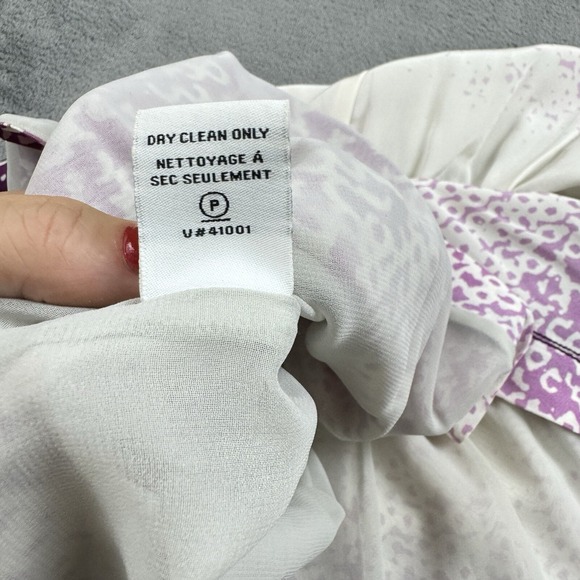 DRY CLEAN ONLY
NETTOYAGE Á
SEC SEULEMENT
P
V#41001